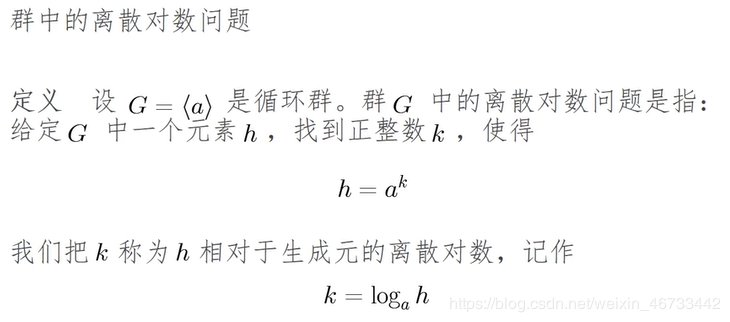 群中的离散对数问题
定义 设 G = ⟨a⟩ 是循环群。群 G 中的离散对数问题是指：
给定 G 中一个元素 h ，找到正整数 k ，使得
h = a^k
我们把 k 称为 h 相对于生成元的离散对数，记作
k = log_a h
https://blog.csdn.net/weixin_46733442